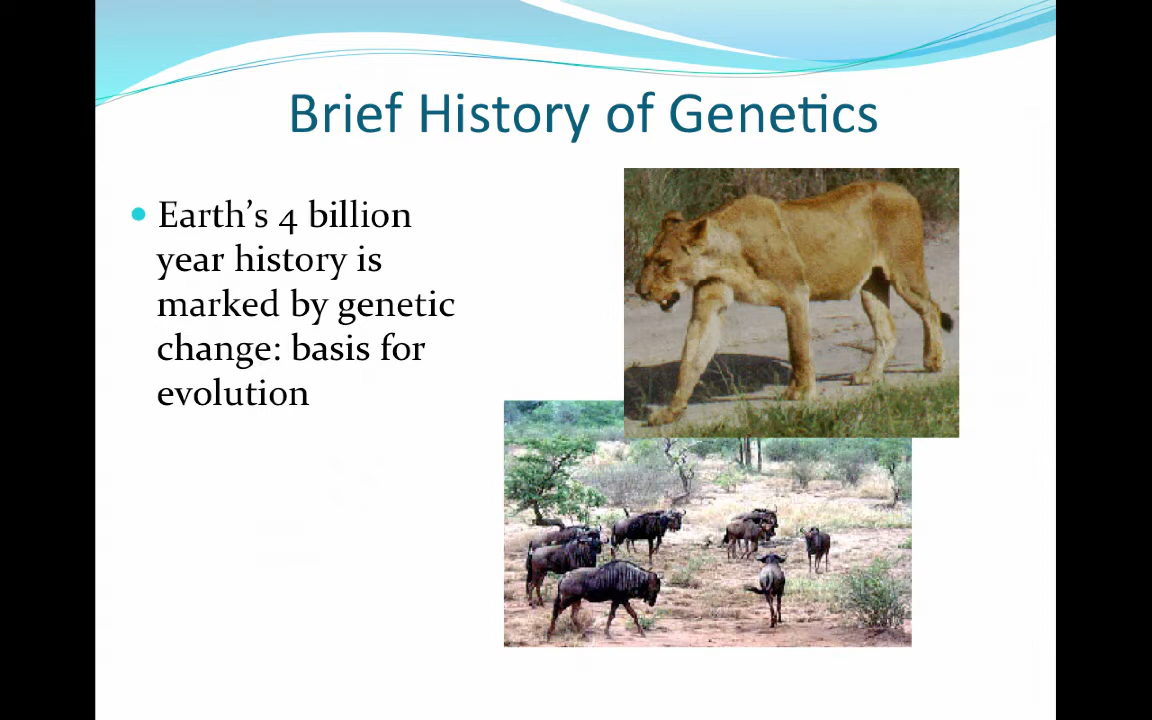 Brief History of Genetics
• Earth's 4 billion
year history is
marked by genetic
change: basis for
evolution